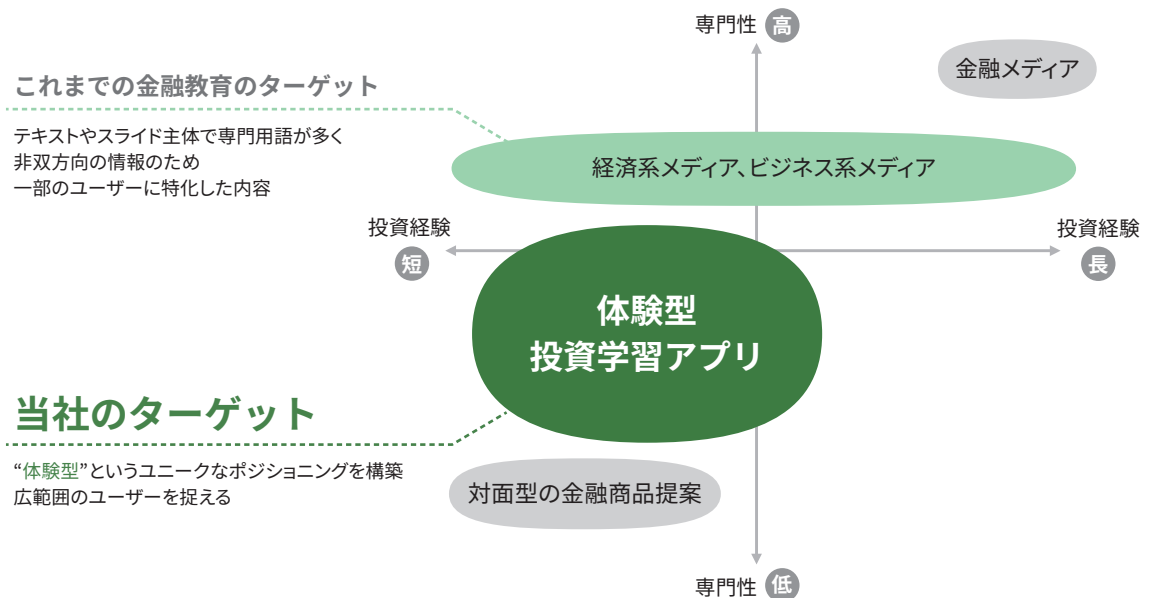 専門性 高
金融メディア
これまでの金融教育のターゲット
テキストやスライド主体で専門用語が多く
非双方向の情報のため
一部のユーザーに特化した内容
経済系メディア、ビジネス系メディア
投資経験
短
投資経験
長
体験型
投資学習アプリ
当社のターゲット
“体験型”というユニークなポジショニングを構築
広範囲のユーザーを捉える
対面型の金融商品提案
専門性 低